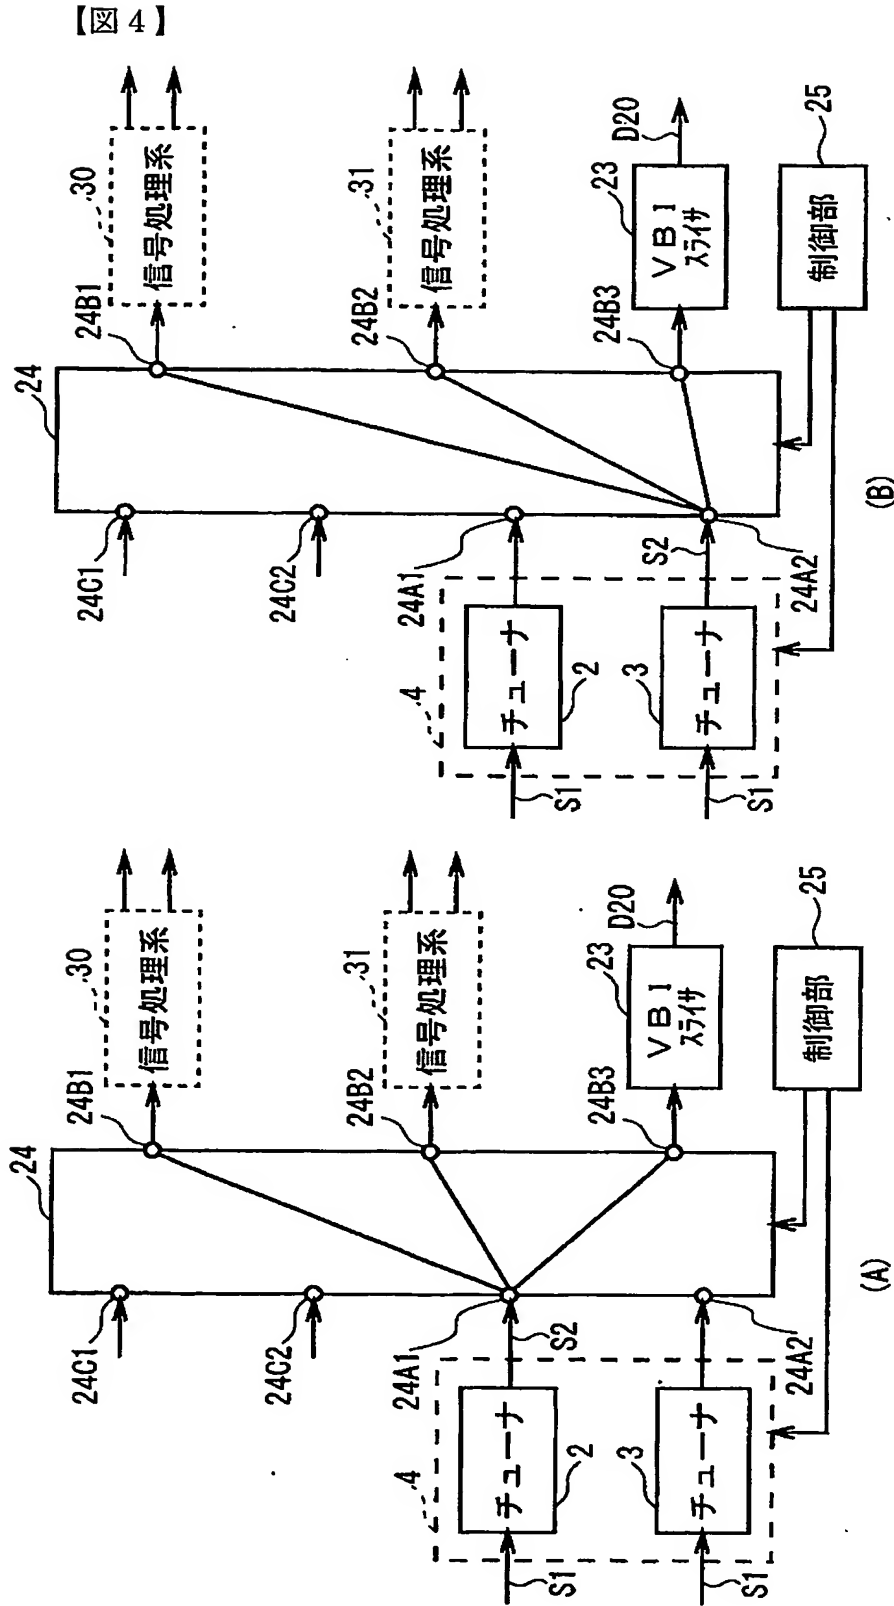 【図４】
24
24C1
24C2
24A1
24A2
24B1
24B2
24B3
30
信号処理系
31
信号処理系
23
VBI
スライサ
D20
25
制御部
4
チューナ
2
チューナ
3
S1
S1
S2
(A)
24
24C1
24C2
24A1
24A2
24B1
24B2
24B3
30
信号処理系
31
信号処理系
23
VBI
スライサ
D20
25
制御部
4
チューナ
2
チューナ
3
S1
S1
S2
(B)